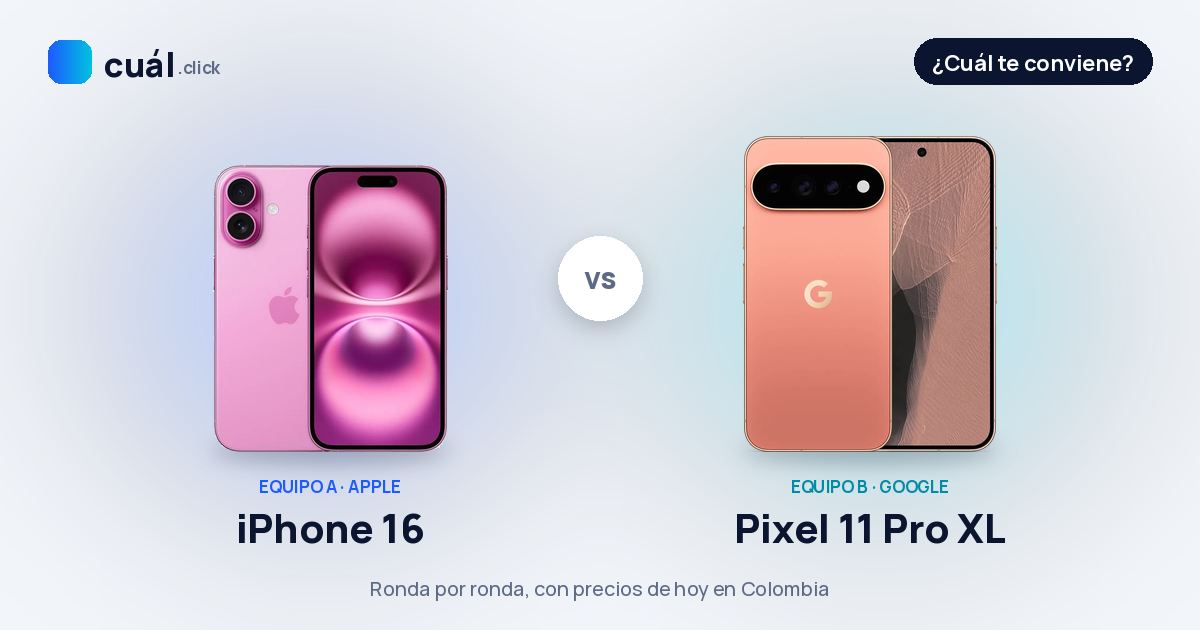 cuál.click
¿Cuál te conviene?
VS
EQUIPO A · APPLE
iPhone 16
EQUIPO B · GOOGLE
Pixel 11 Pro XL
Ronda por ronda, con precios de hoy en Colombia